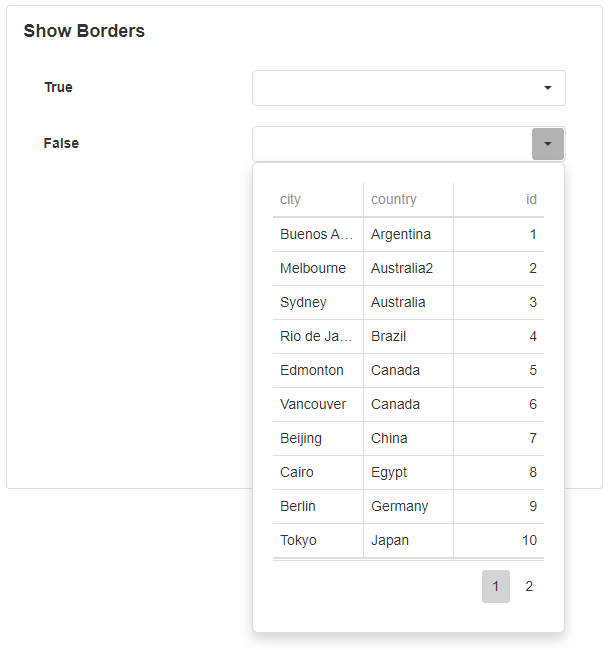 Show Borders
True
False
city country id
Buenos A... Argentina 1
Melbourne Australia2 2
Sydney Australia 3
Rio de Ja... Brazil 4
Edmonton Canada 5
Vancouver Canada 6
Beijing China 7
Cairo Egypt 8
Berlin Germany 9
Tokyo Japan 10
1 2